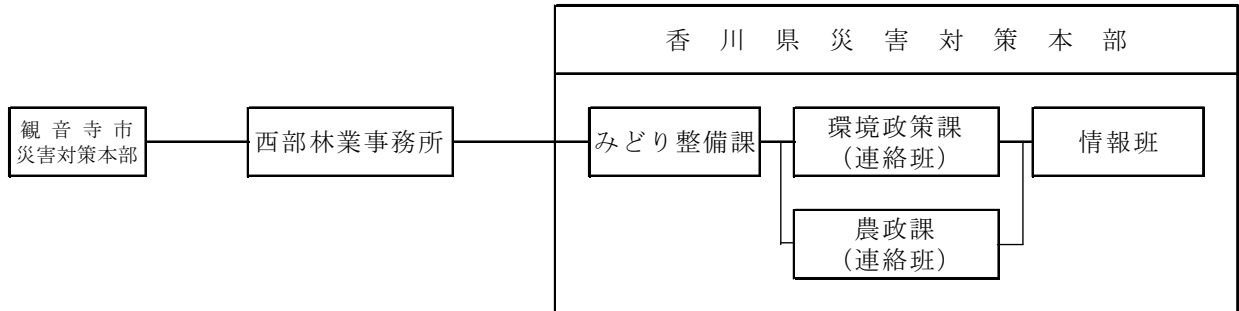 香川県災害対策本部
観音寺市
災害対策本部
西部林業事務所
みどり整備課
環境政策課
(連絡班)
情報班
農政課
(連絡班)